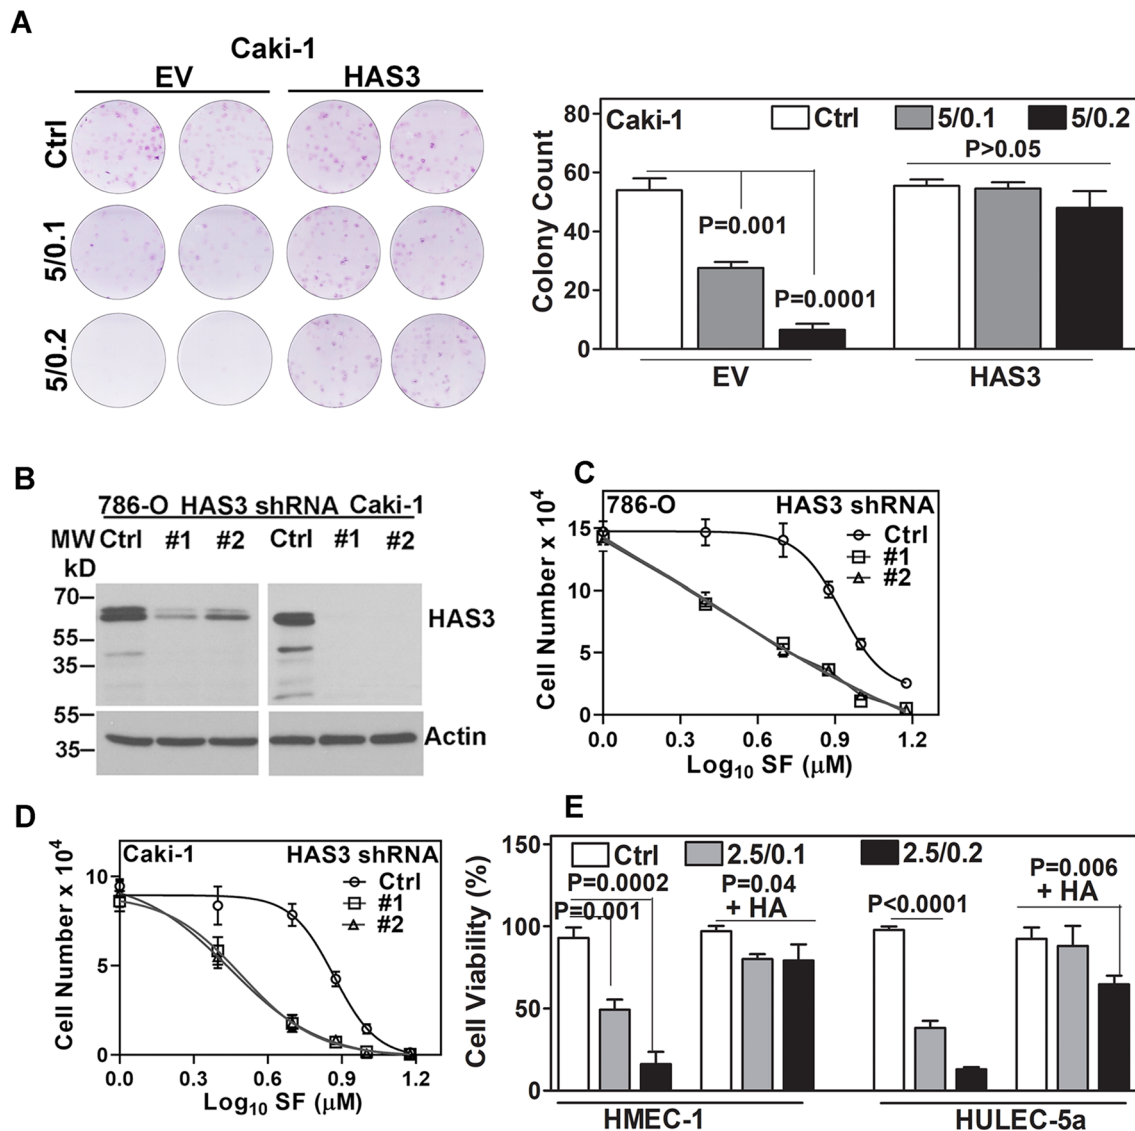 A
Caki-1
EV HAS3
Ctrl
5/0.1
5/0.2
Colony Count
80
60
40
20
0
Caki-1 Ctrl 5/0.1 5/0.2
P>0.05
P=0.001
P=0.0001
EV HAS3
B
786-O HAS3 shRNA Caki-1
MW Ctrl #1 #2 Ctrl #1 #2
kD
70
55
35
HAS3
55
35
Actin
C
786-O HAS3 shRNA
Ctrl
#1
#2
Cell Number x 10⁴
15
10
5
0
0.0 0.3 0.6 0.9 1.2
Log₁₀ SF (μM)
D
Caki-1 HAS3 shRNA
Ctrl
#1
#2
Cell Number x 10⁴
10
5
0
0.0 0.3 0.6 0.9 1.2
Log₁₀ SF (μM)
E
Cell Viability (%)
150
100
50
0
Ctrl 2.5/0.1 2.5/0.2
P=0.0002
P=0.001
P=0.04
+ HA
P<0.0001
P=0.006
+ HA
HMEC-1 HULEC-5a